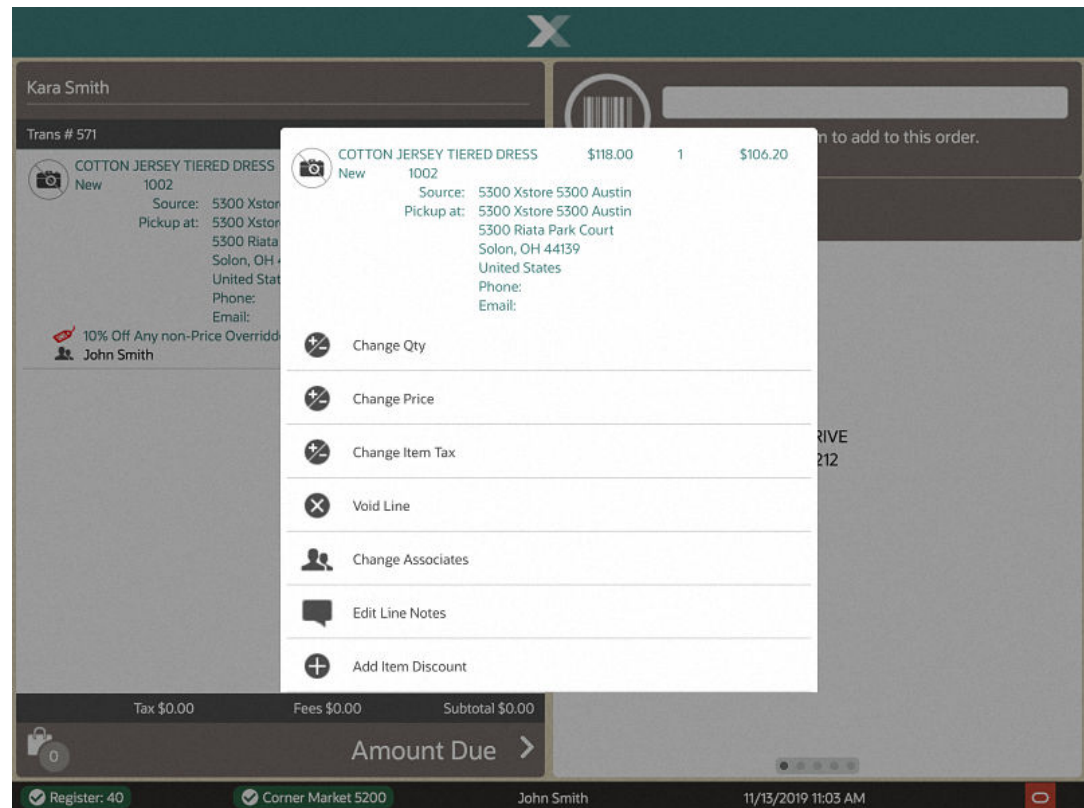 Kara Smith
Trans # 571
m to add to this order.
COTTON JERSEY TIERED DRESS
New 1002
Source: 5300 Xstor
Pickup at: 5300 Xstor
5300 Riata
Solon, OH
United Stat
Phone:
Email:
10% Off Any non-Price Overridd
John Smith
COTTON JERSEY TIERED DRESS $118.00 1 $106.20
New 1002
Source: 5300 Xstore 5300 Austin
Pickup at: 5300 Xstore 5300 Austin
5300 Riata Park Court
Solon, OH 44139
United States
Phone:
Email:
Change Qty
Change Price
Change Item Tax
Void Line
Change Associates
Edit Line Notes
Add Item Discount
RIVE
212
Tax $0.00 Fees $0.00 Subtotal $0.00
0 Amount Due
Register: 40 Corner Market 5200 John Smith 11/13/2019 11:03 AM